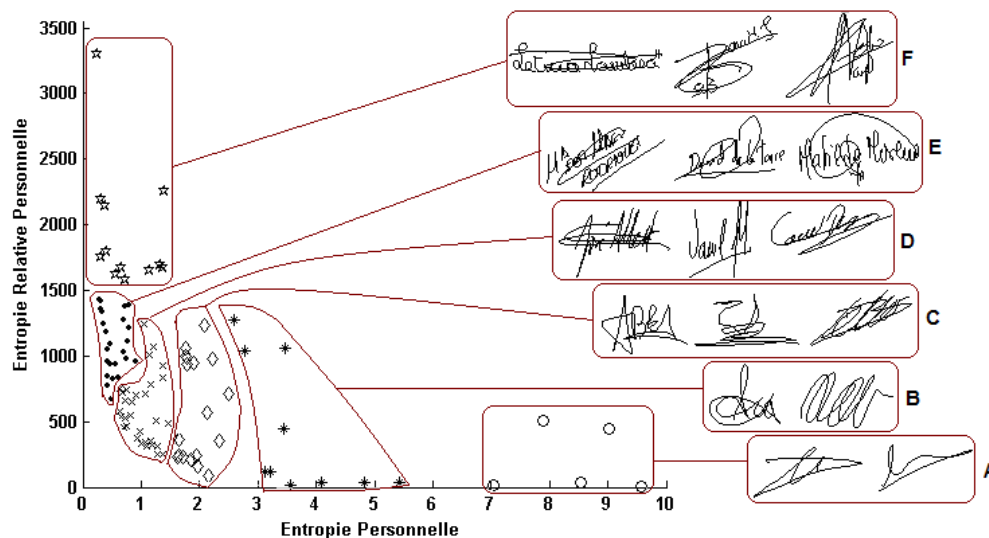 3500
3000
2500
2000
1500
1000
500
0
0 1 2 3 4 5 6 7 8 9 10
Entropie Relative Personnelle
Entropie Personnelle
F
E
D
C
B
A